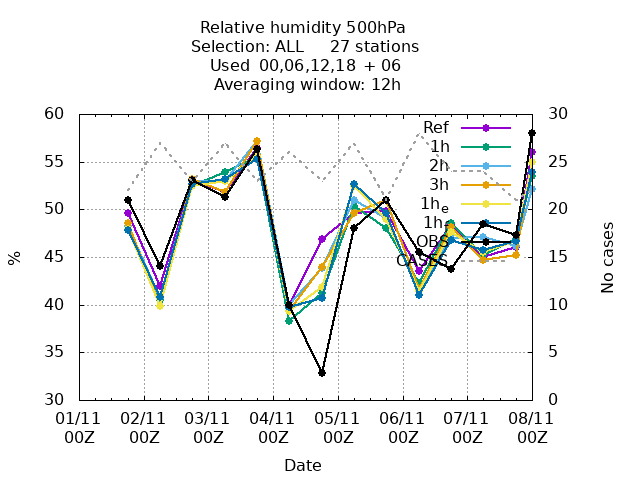 Relative humidity 500hPa
Selection: ALL 27 stations
Used 00,06,12,18 + 06
Averaging window: 12h
60
55
50
45
40
35
30
30
25
20
15
10
5
0
%
No cases
Ref
1h
2h
3h
1hₑ
1h
OBS
CASES
01/11 02/11 03/11 04/11 05/11 06/11 07/11 08/11
00Z 00Z 00Z 00Z 00Z 00Z 00Z 00Z
Date